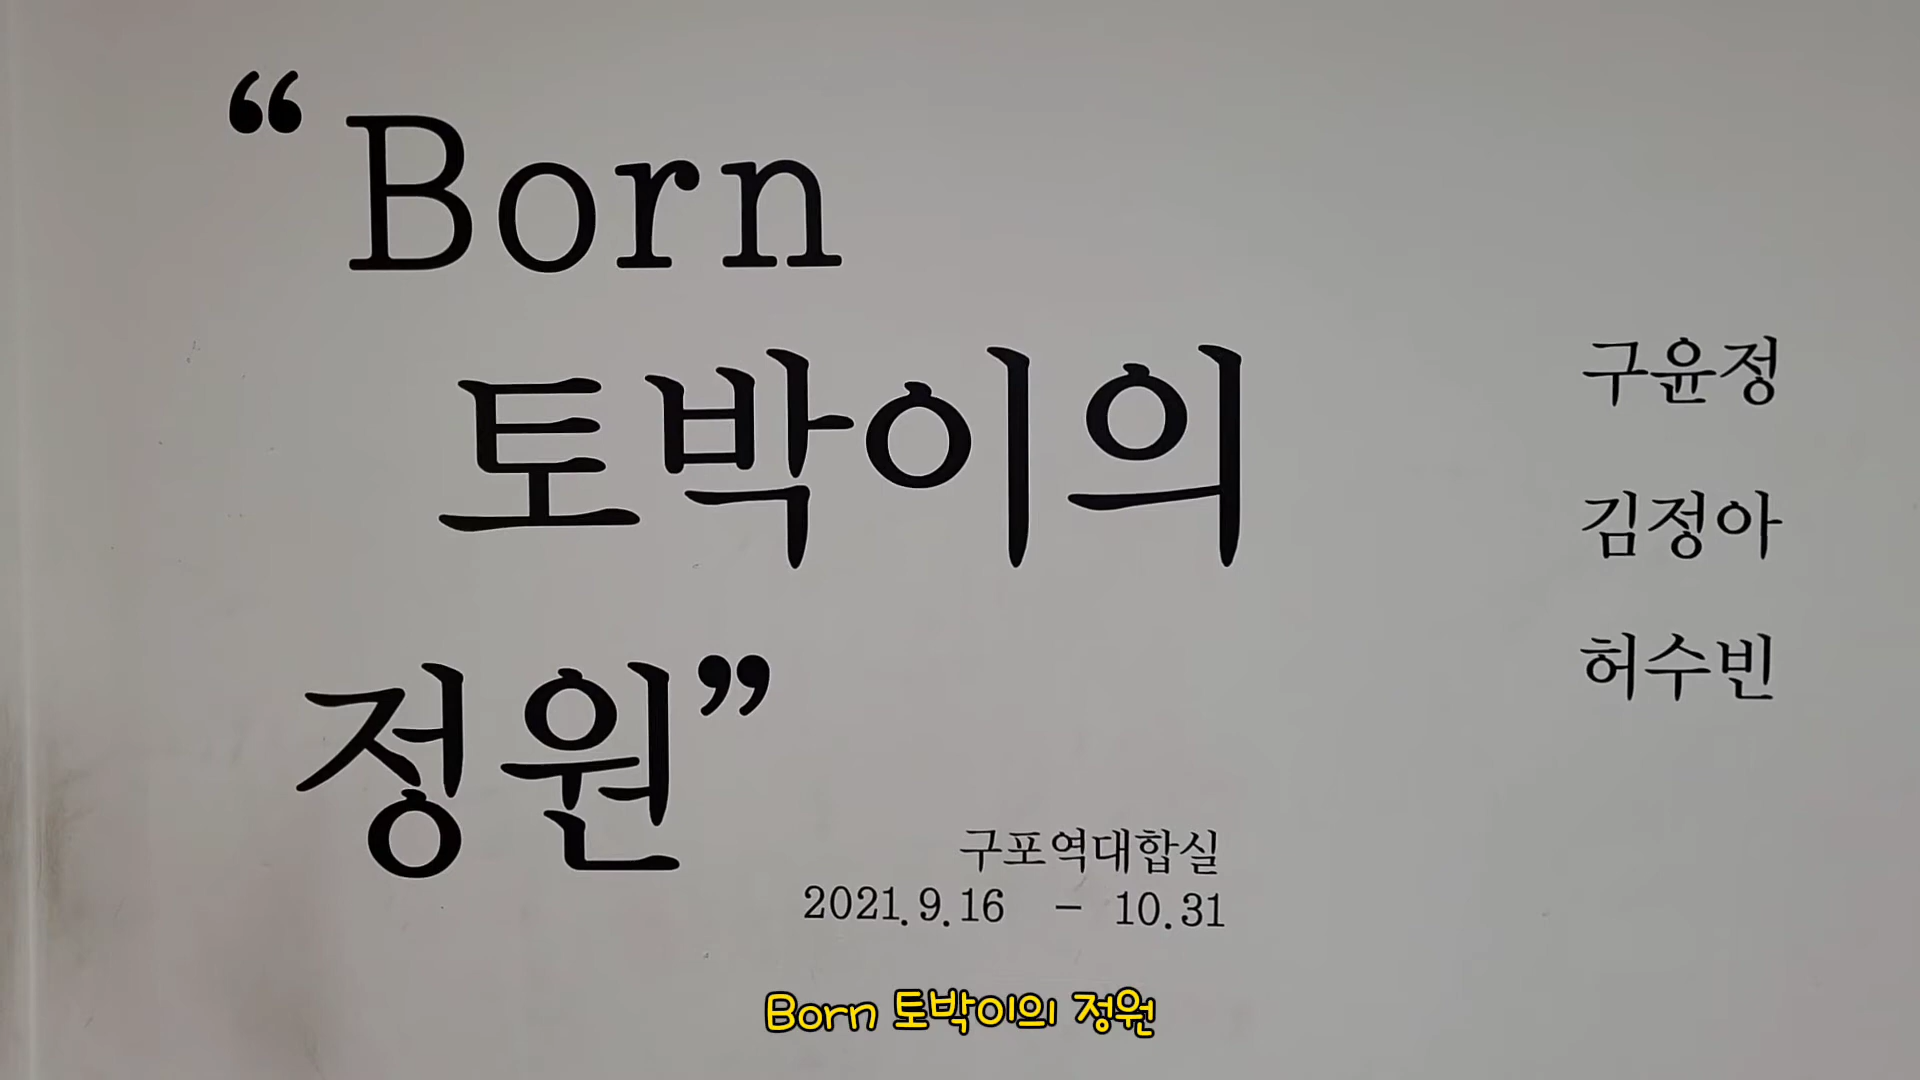 “Born
토박이의
정원”
구윤정
김정아
허수빈
구포역대합실
2021.9.16 - 10.31
Born 토박이의 정원